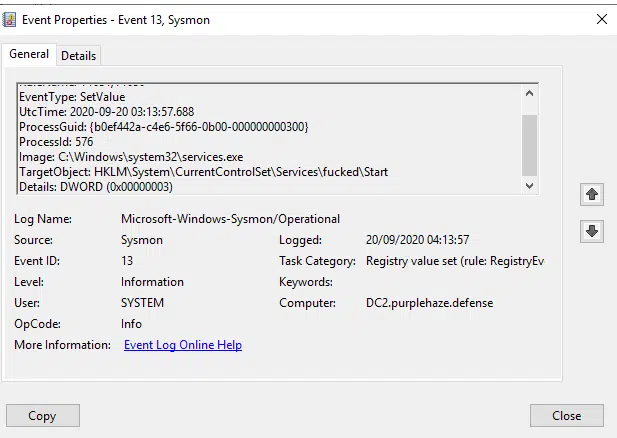 Event Properties - Event 13, Sysmon
General Details
EventType: SetValue
UtcTime: 2020-09-20 03:13:57.688
ProcessGuid: {b0ef442a-c4e6-5f66-0b00-000000000300}
ProcessId: 576
Image: C:\Windows\system32\services.exe
TargetObject: HKLM\System\CurrentControlSet\Services\fucked\Start
Details: DWORD (0x00000003)
Log Name: Microsoft-Windows-Sysmon/Operational
Source: Sysmon Logged: 20/09/2020 04:13:57
Event ID: 13 Task Category: Registry value set (rule: RegistryEv
Level: Information Keywords:
User: SYSTEM Computer: DC2.purplehaze.defense
OpCode: Info
More Information: Event Log Online Help
Copy Close